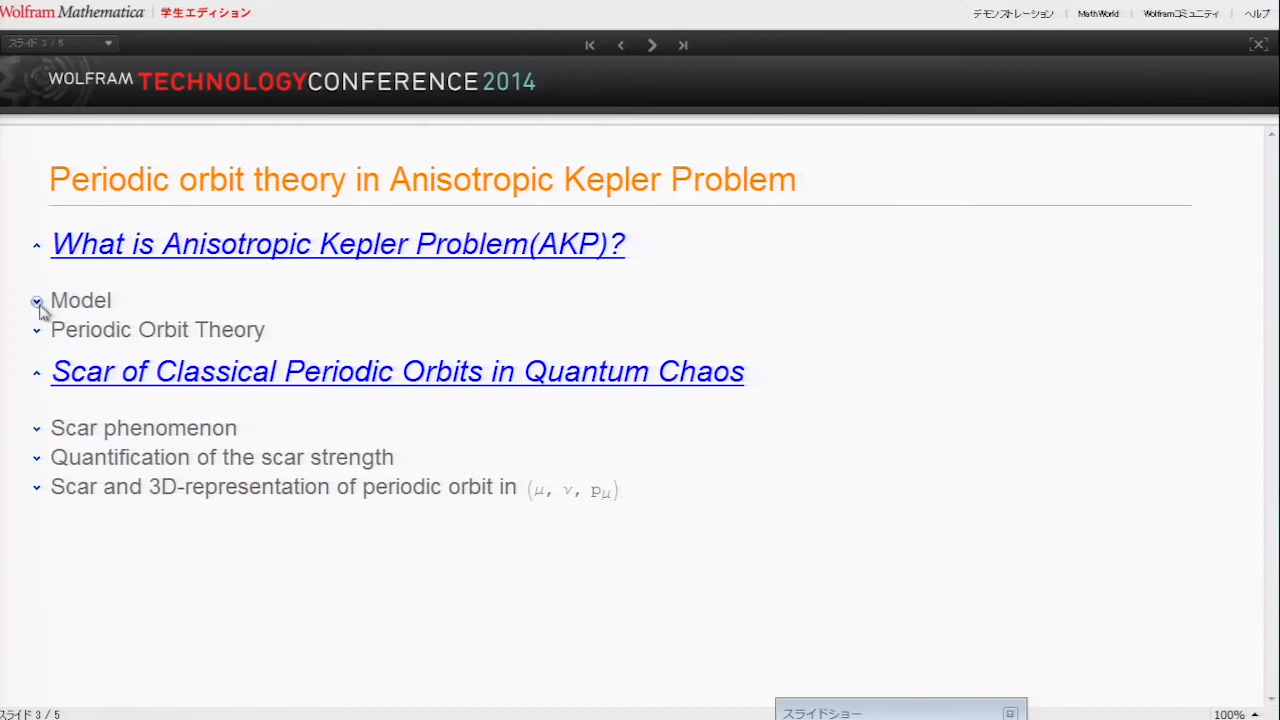 Wolfram Mathematica | 学生エディション
デモンストレーション | MathWorld | Wolframコミュニティ | ヘルプ
スライド 3 / 5
WOLFRAM TECHNOLOGYCONFERENCE 2014
Periodic orbit theory in Anisotropic Kepler Problem
What is Anisotropic Kepler Problem(AKP)?
Model
Periodic Orbit Theory
Scar of Classical Periodic Orbits in Quantum Chaos
Scar phenomenon
Quantification of the scar strength
Scar and 3D-representation of periodic orbit in (μ, ν, pμ)
スライドショー
スライド 3 / 5
100%